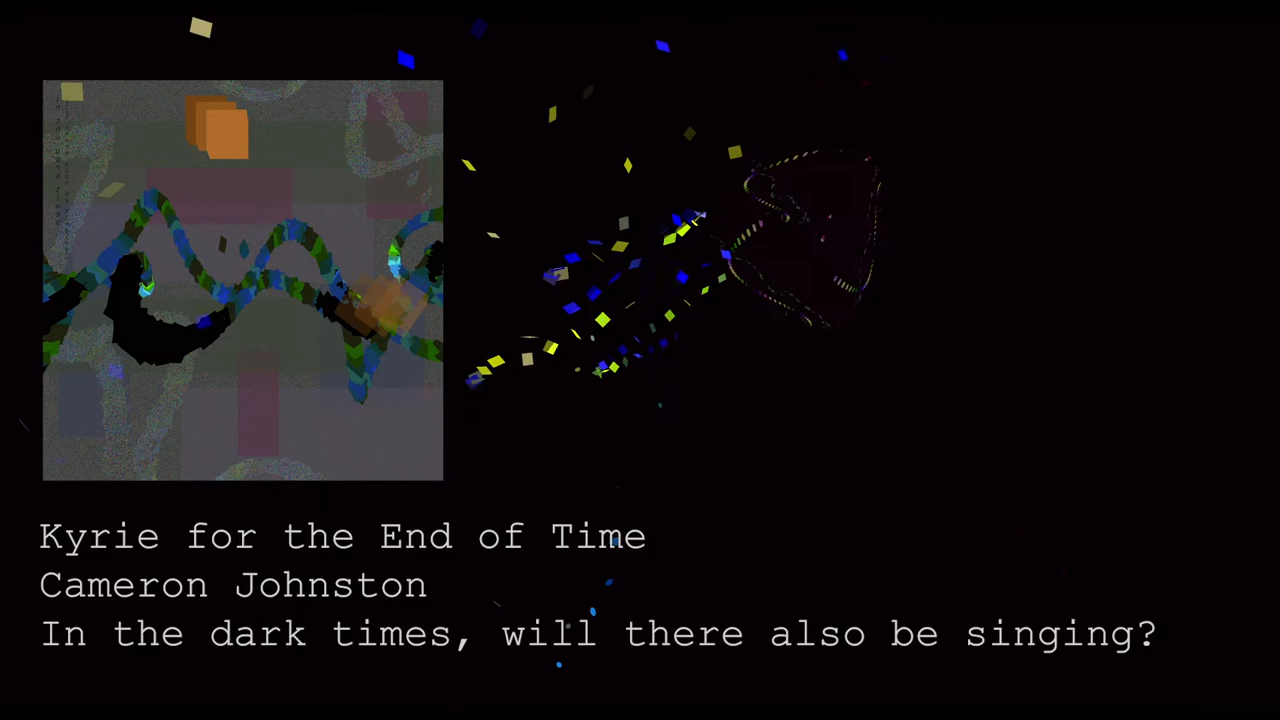 Kyrie for the End of Time
Cameron Johnston
In the dark times, will there also be singing?